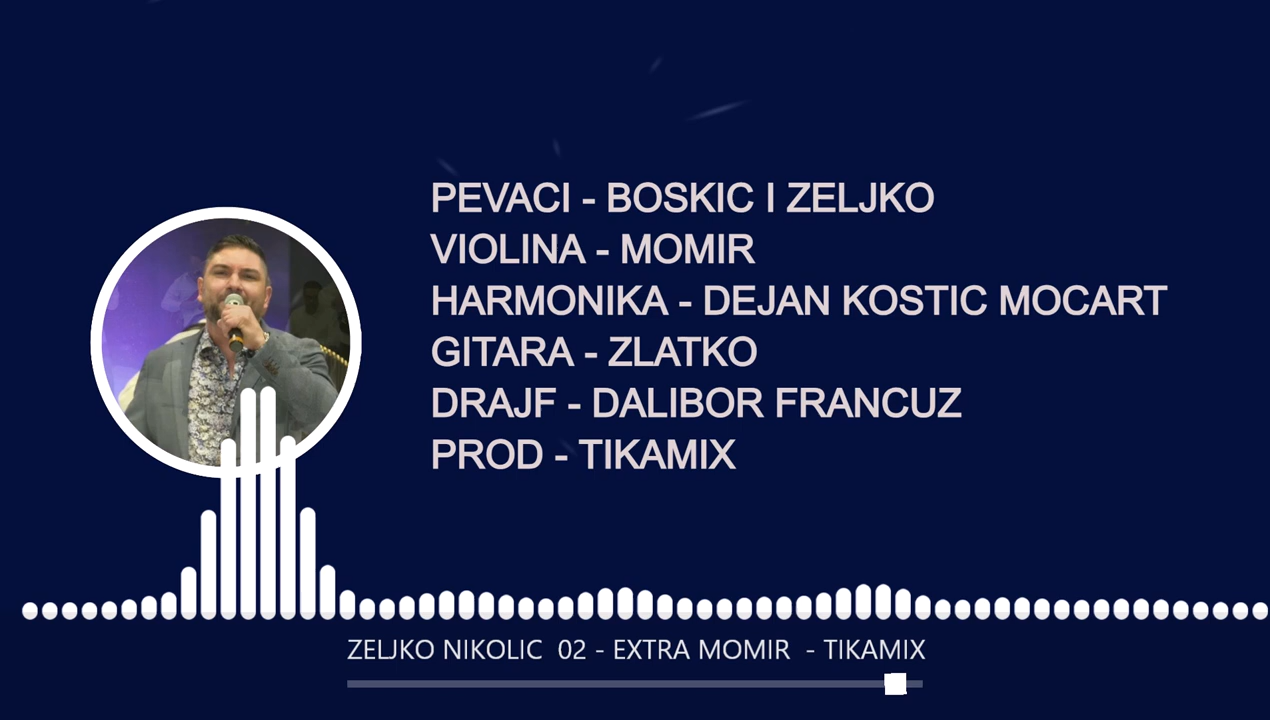 PEVACI - BOSKIC I ZELJKO
VIOLINA - MOMIR
HARMONIKA - DEJAN KOSTIC MOCART
GITARA - ZLATKO
DRAJF - DALIBOR FRANCUZ
PROD - TIKAMIX
ZELJKO NIKOLIC 02 - EXTRA MOMIR - TIKAMIX